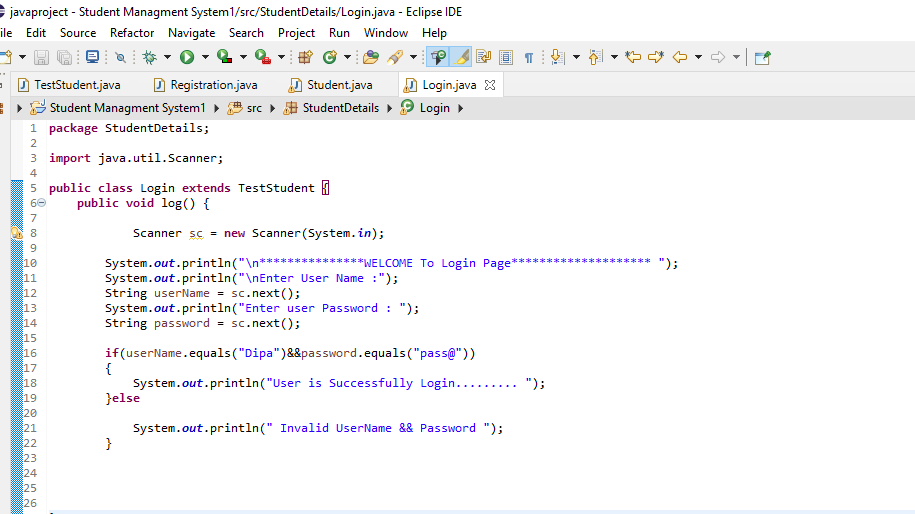 javaproject - Student Managment System1/src/StudentDetails/Login.java - Eclipse IDE
ile Edit Source Refactor Navigate Search Project Run Window Help
TestStudent.java Registration.java Student.java Login.java
Student Managment System1 src StudentDetails Login
1 package StudentDetails;
2
3 import java.util.Scanner;
4
5 public class Login extends TestStudent {
6 public void log() {
7
8 Scanner sc = new Scanner(System.in);
9
10 System.out.println("\n***************WELCOME To Login Page******************** ");
11 System.out.println("\nEnter User Name :");
12 String userName = sc.next();
13 System.out.println("Enter user Password : ");
14 String password = sc.next();
15
16 if(userName.equals("Dipa")&&password.equals("pass@"))
17 {
18 System.out.println("User is Successfully Login......... ");
19 }else
20
21 System.out.println(" Invalid UserName && Password ");
22 }
23
24
25
26